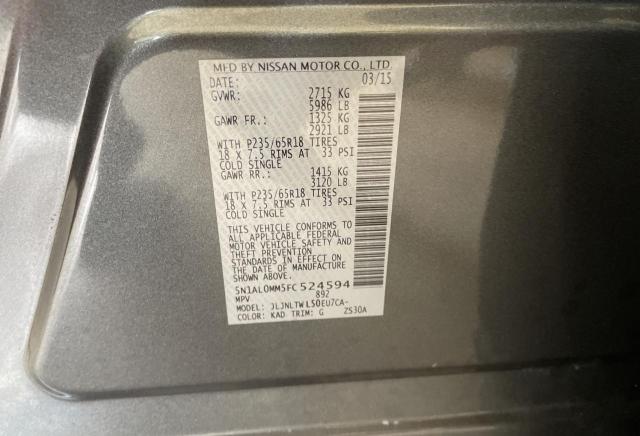 MFD BY NISSAN MOTOR CO., LTD.
DATE: 03/15
GVWR: 2715 KG
5986 LB
GAWR FR.: 1325 KG
2921 LB
WITH P235/65R18 TIRES
18 X 7.5 RIMS AT 33 PSI
COLD SINGLE
GAWR RR.: 1415 KG
3120 LB
WITH P235/65R18 TIRES
18 X 7.5 RIMS AT 33 PSI
COLD SINGLE
THIS VEHICLE CONFORMS TO
ALL APPLICABLE FEDERAL
MOTOR VEHICLE SAFETY AND
THEFT PREVENTION
STANDARDS IN EFFECT ON
THE DATE OF MANUFACTURE
SHOWN ABOVE.
5N1AL0MM5FC524594
MPV 892
MODEL: JLJNLTWL50EU7CA-
COLOR: KAD TRIM: G ZS30A